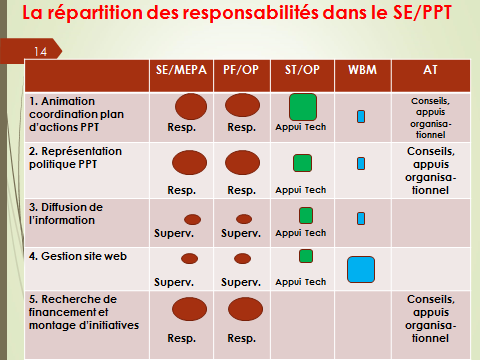 La répartition des responsabilités dans le SE/PPT
14
SE/MEPA PF/OP ST/OP WBM AT
1. Animation
coordination plan
d'actions PPT
Resp. Resp. Appui Tech
Conseils,
appuis
organisa-
tionnel
2. Représentation
politique PPT
Resp. Resp. Appui Tech
Conseils,
appuis
organisa-
tionnel
3. Diffusion de
l'information
Superv. Superv. Appui Tech
4. Gestion site web
Superv. Superv. Appui Tech
5. Recherche de
financement et
montage d'initiatives
Resp. Resp.
Conseils,
appuis
organisa-
tionnel